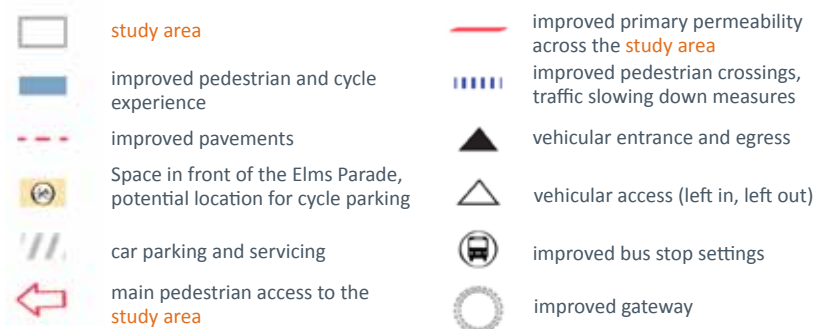 study area
improved pedestrian and cycle
experience
improved pavements
Space in front of the Elms Parade,
potential location for cycle parking
car parking and servicing
main pedestrian access to the
study area
improved primary permeability
across the study area
improved pedestrian crossings,
traffic slowing down measures
vehicular entrance and egress
vehicular access (left in, left out)
improved bus stop settings
improved gateway